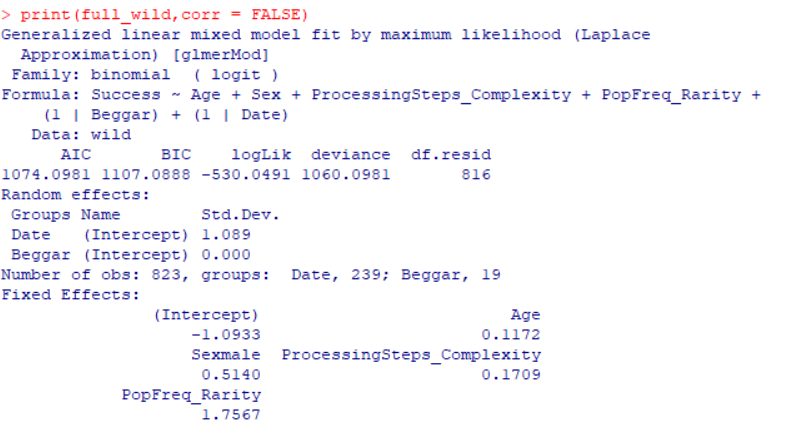 > print(full_wild,corr = FALSE)
Generalized linear mixed model fit by maximum likelihood (Laplace
  Approximation) [glmerMod]
 Family: binomial  ( logit )
Formula: Success ~ Age + Sex + ProcessingSteps_Complexity + PopFreq_Rarity +
    (1 | Beggar) + (1 | Date)
   Data: wild
      AIC       BIC    logLik  deviance  df.resid
1074.0981 1107.0888 -530.0491 1060.0981       816
Random effects:
 Groups Name        Std.Dev.
 Date   (Intercept) 1.089
 Beggar (Intercept) 0.000
Number of obs: 823, groups:  Date, 239; Beggar, 19
Fixed Effects:
               (Intercept)                         Age
                   -1.0933                      0.1172
                   Sexmale  ProcessingSteps_Complexity
                    0.5140                      0.1709
            PopFreq_Rarity
                    1.7567